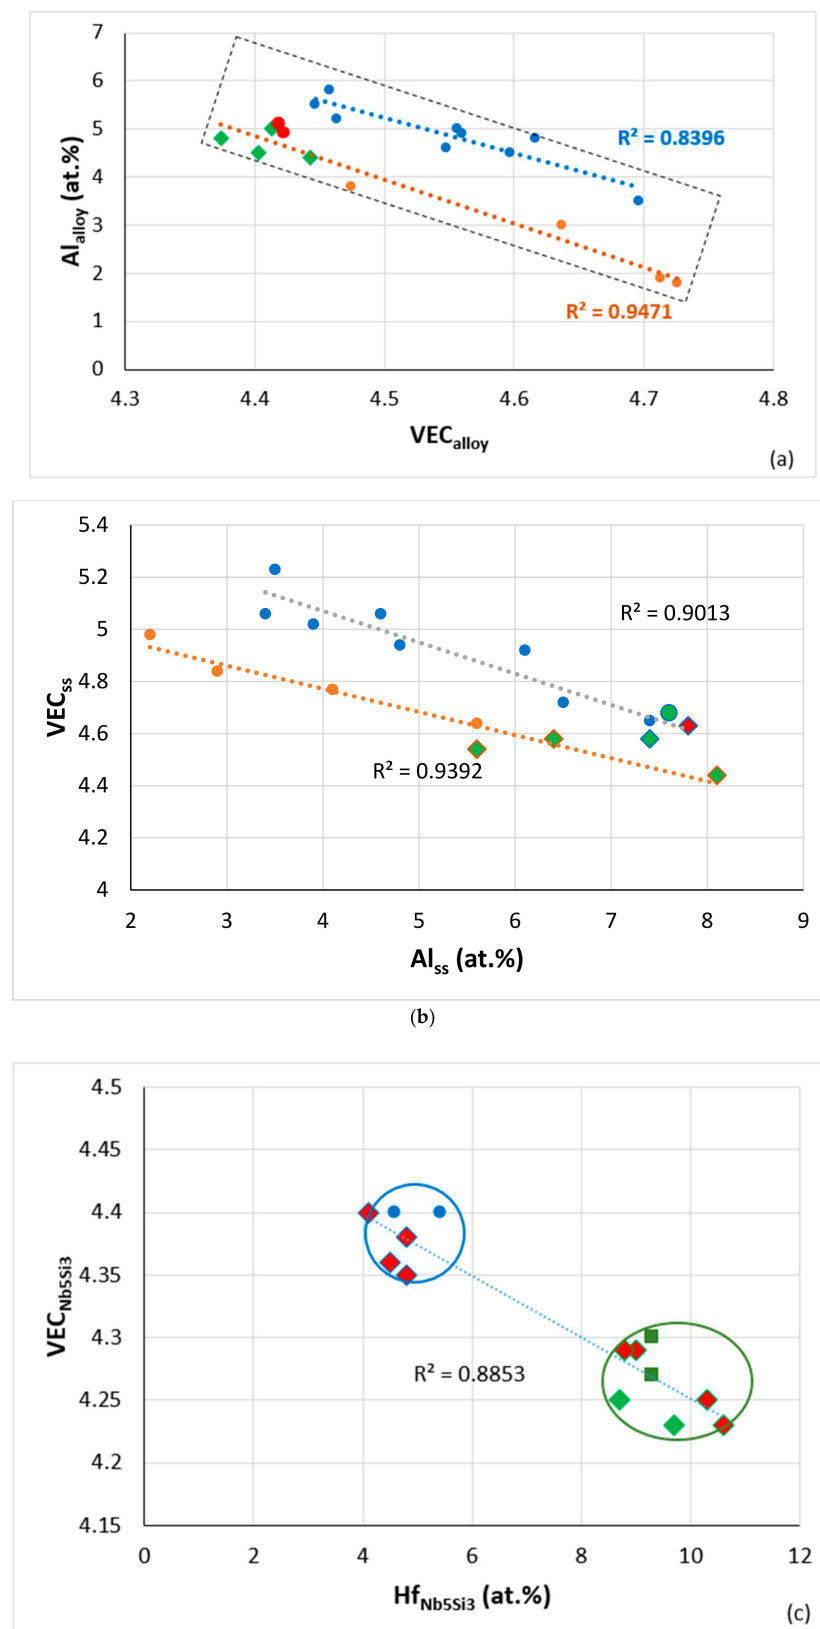 7
6
5
4
3
2
1
0
Al_alloy (at.%)
R² = 0.8396
R² = 0.9471
4.3 4.4 4.5 4.6 4.7 4.8
VEC_alloy
(a)
5.4
5.2
5
4.8
4.6
4.4
4.2
4
VEC_ss
R² = 0.9013
R² = 0.9392
2 3 4 5 6 7 8 9
Al_ss (at.%)
(b)
4.5
4.45
4.4
4.35
4.3
4.25
4.2
4.15
VEC_Nb5Si3
R² = 0.8853
0 2 4 6 8 10 12
Hf_Nb5Si3 (at.%)
(c)